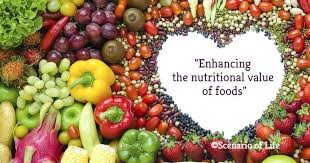 "Enhancing
the nutritional value
of foods"
©Scenario of Life